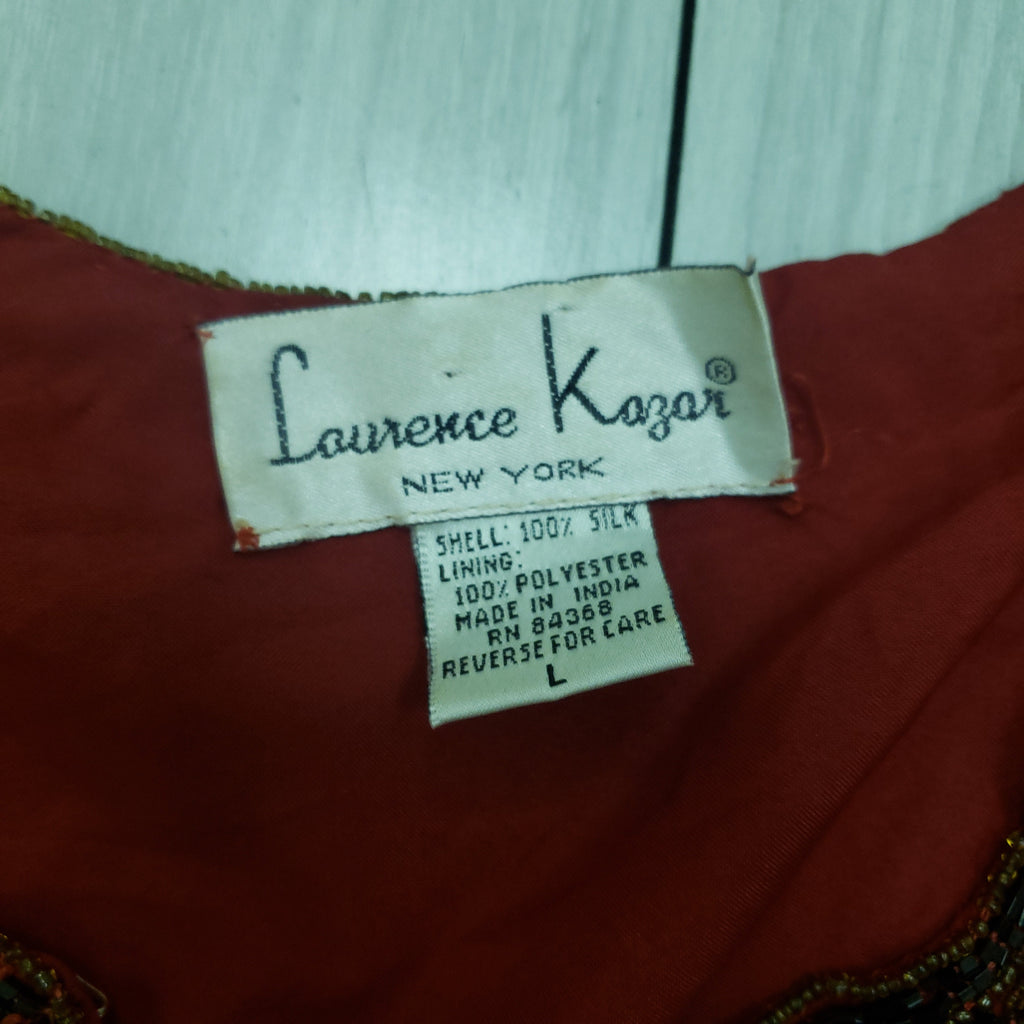 Laurence Kazar®
NEW YORK
SHELL: 100% SILK
LINING:
100% POLYESTER
MADE IN INDIA
RN 84368
REVERSE FOR CARE
L